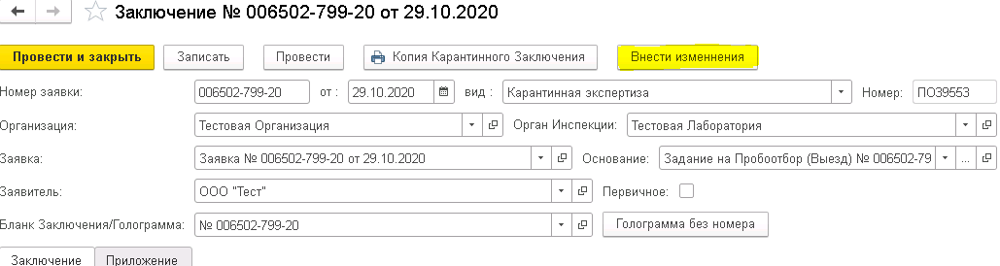 Заключение № 006502-799-20 от 29.10.2020
Провести и закрыть Записать Провести Копия Карантинного Заключения Внести изменнения
Номер заявки: 006502-799-20 от : 29.10.2020 вид : Карантинная экспертиза Номер: ПО39553
Организация: Тестовая Организация Орган Инспекции: Тестовая Лаборатория
Заявка: Заявка № 006502-799-20 от 29.10.2020 Основание: Задание на Пробоотбор (Выезд) № 006502-79 ...
Заявитель: ООО "Тест" Первичное:
Бланк Заключения/Голограмма: № 006502-799-20 Голограмма без номера
Заключение Приложение